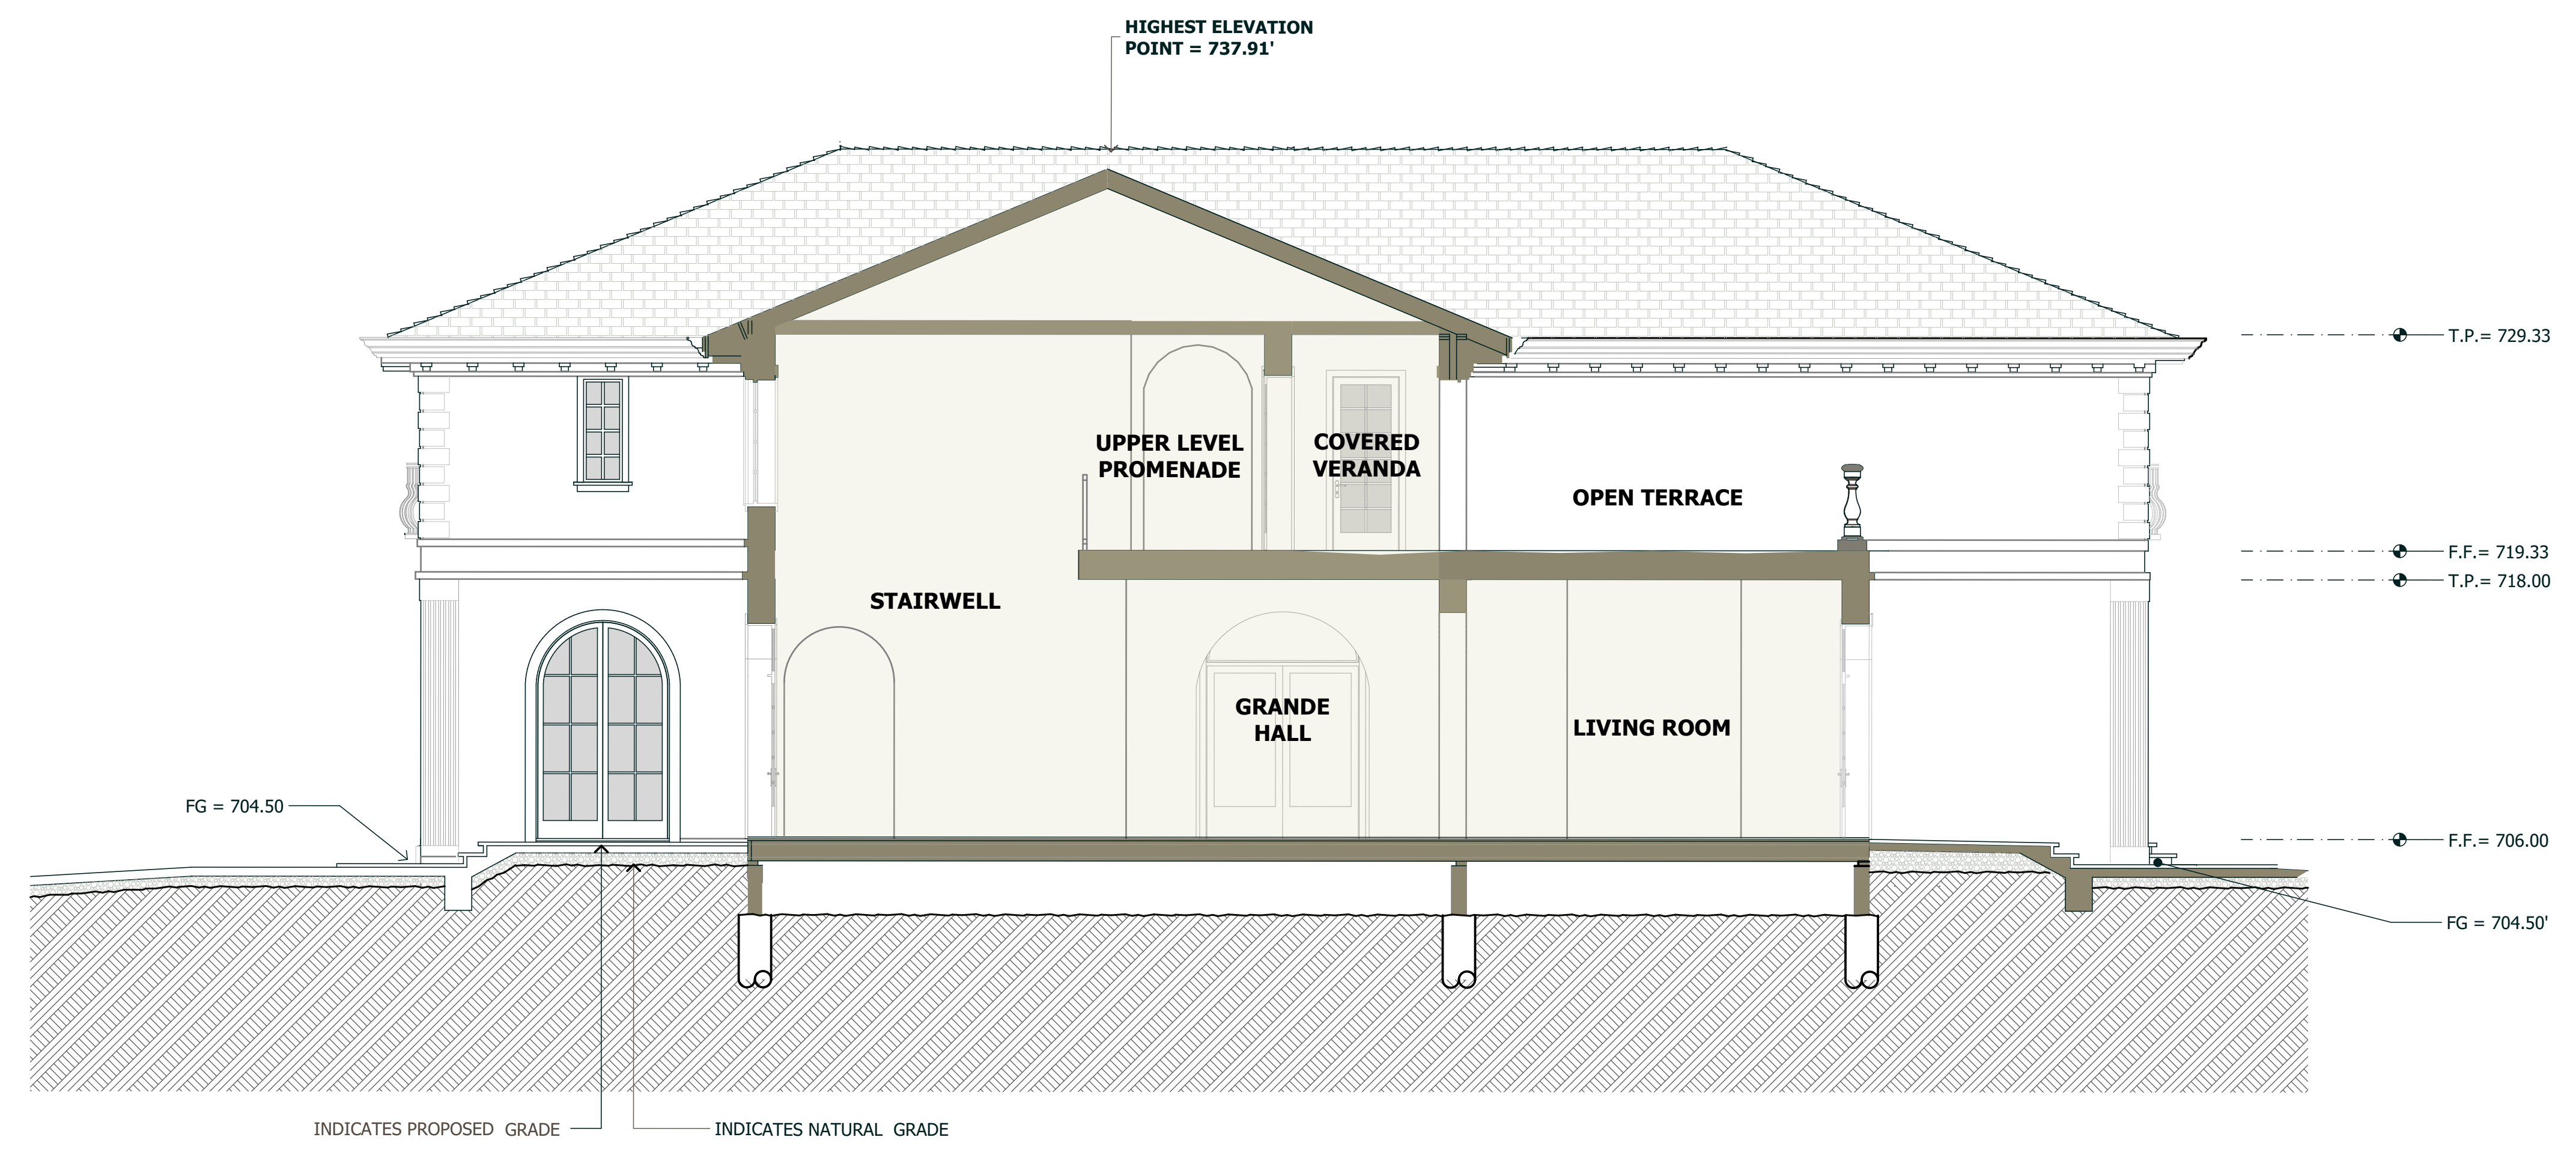 HIGHEST ELEVATION
POINT = 737.91'
T.P.= 729.33
UPPER LEVEL
PROMENADE
COVERED
VERANDA
OPEN TERRACE
F.F.= 719.33
T.P.= 718.00
STAIRWELL
GRANDE
HALL
LIVING ROOM
FG = 704.50
F.F.= 706.00
FG = 704.50'
INDICATES PROPOSED GRADE
INDICATES NATURAL GRADE